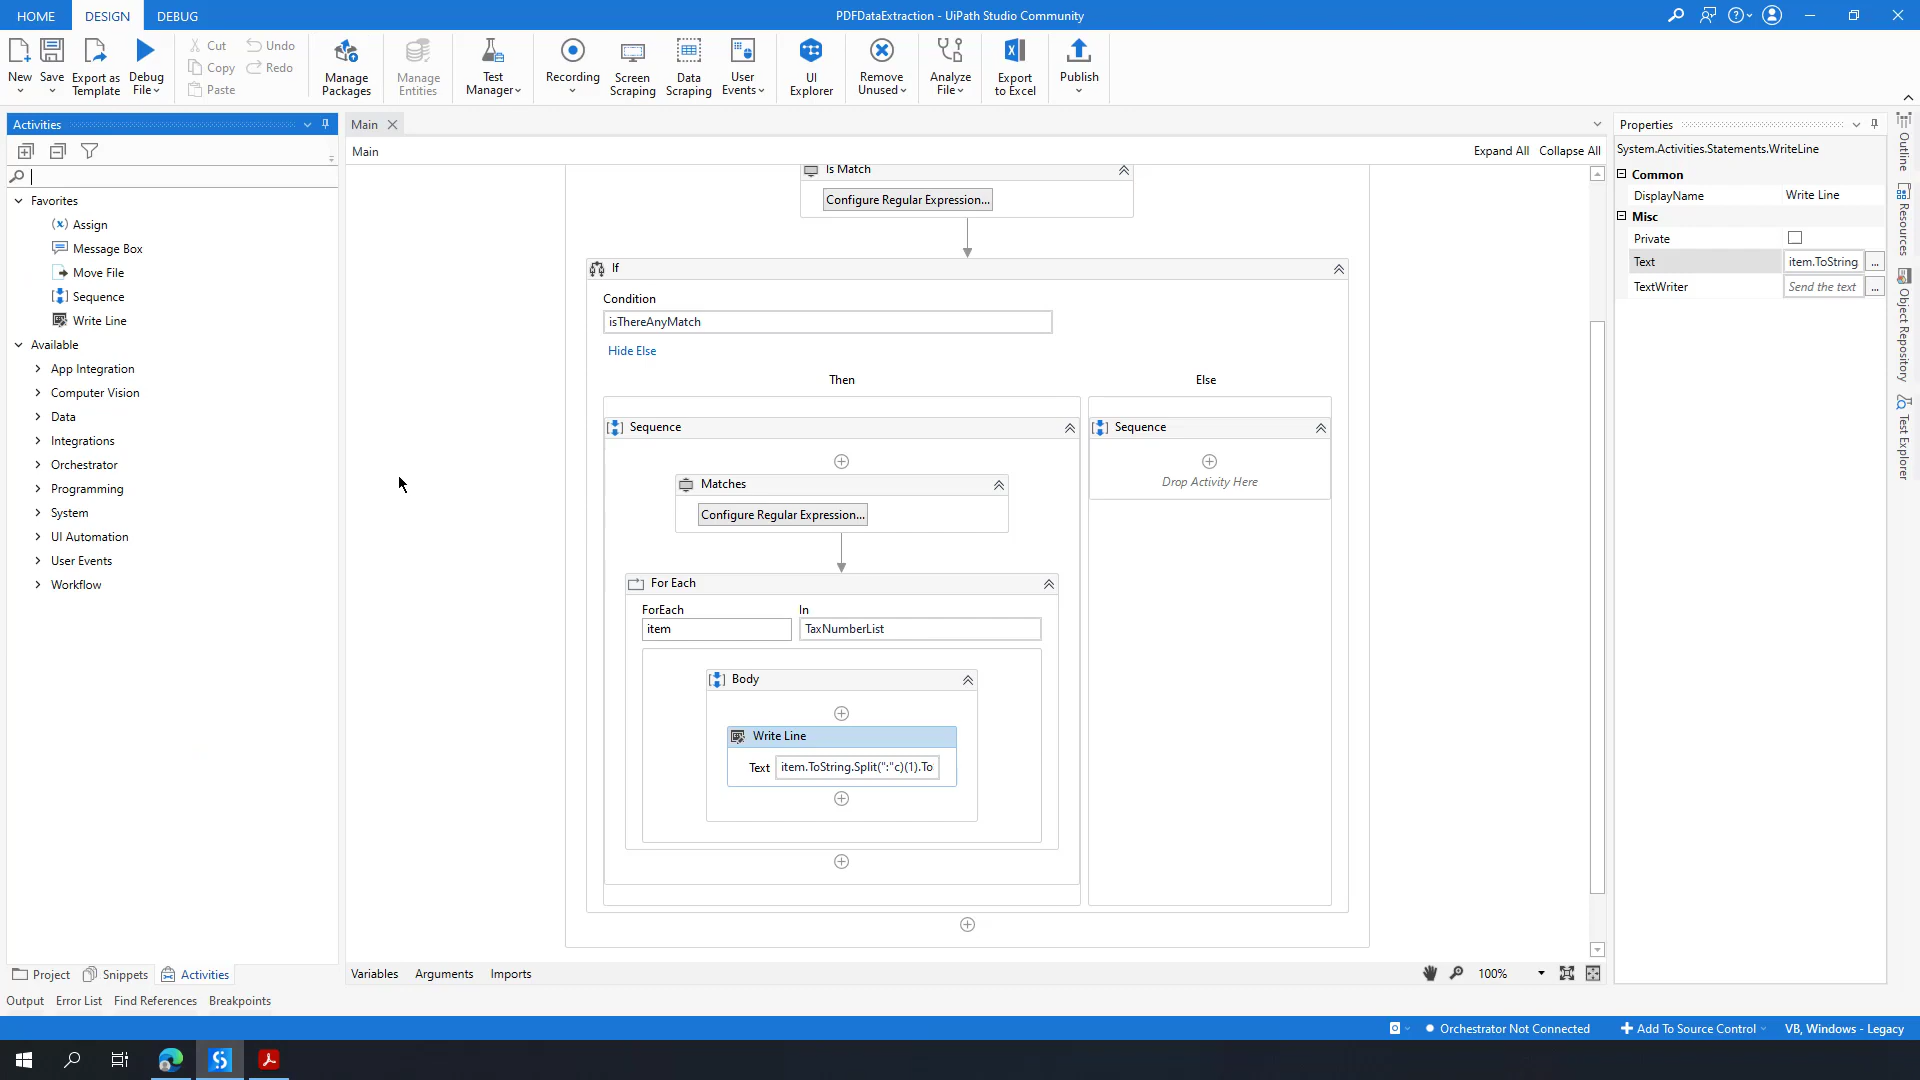 HOME DESIGN DEBUG
PDFDataExtraction - UiPath Studio Community
New
Save
Export as Template
Debug File
Cut
Copy
Paste
Undo
Redo
Manage Packages
Manage Entities
Test Manager
Recording
Screen Scraping
Data Scraping
User Events
UI Explorer
Remove Unused
Analyze File
Export to Excel
Publish
Activities
Favorites
Assign
Message Box
Move File
Sequence
Write Line
Available
App Integration
Computer Vision
Data
Integrations
Orchestrator
Programming
System
UI Automation
User Events
Workflow
Project Snippets Activities
Main
Main
Expand All Collapse All
Is Match
Configure Regular Expression...
If
Condition
isThereAnyMatch
Hide Else
Then Else
Sequence
Matches
Configure Regular Expression...
For Each
ForEach In
item TaxNumberList
Body
Write Line
Text item.ToString.Split(":"c)(1).To
Sequence
Drop Activity Here
Variables Arguments Imports
100%
Properties
System.Activities.Statements.WriteLine
Common
DisplayName Write Line
Misc
Private
Text item.ToString ...
TextWriter Send the text ...
Outline
Resources
Object Repository
Test Explorer
Output Error List Find References Breakpoints
Orchestrator Not Connected Add To Source Control VB, Windows - Legacy